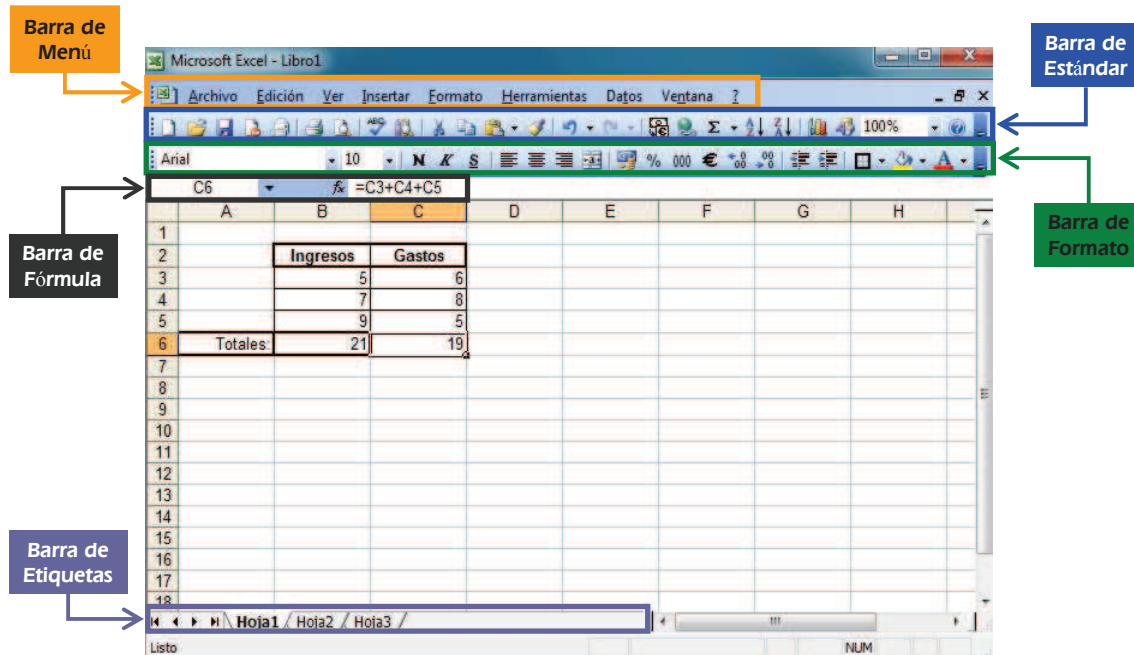 Barra de
Menú
Barra de
Estándar
Microsoft Excel - Libro1
Archivo Edición Ver Insertar Formato Herramientas Datos Ventana ?
100%
Arial 10 N K S % 000 €
C6 fx =C3+C4+C5
Barra de
Formato
Barra de
Fórmula
A B C D E F G H
1
2 Ingresos Gastos
3 5 6
4 7 8
5 9 5
6 Totales: 21 19
7
8
9
10
11
12
13
14
15
16
17
18
Barra de
Etiquetas
Hoja1 Hoja2 Hoja3
Listo NUM